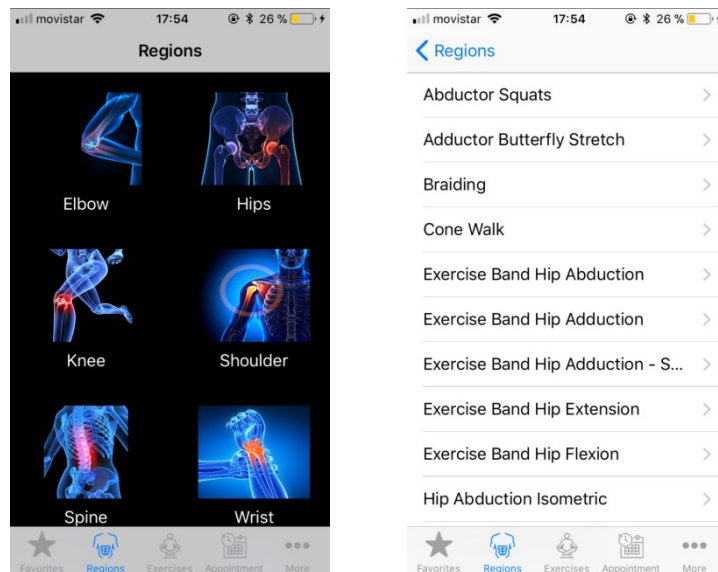 movistar 17:54 26 %
Regions
Elbow Hips
Knee Shoulder
Spine Wrist
Favorites Regions Exercises Appointment More
movistar 17:54 26 %
Regions
Abductor Squats
Adductor Butterfly Stretch
Braiding
Cone Walk
Exercise Band Hip Abduction
Exercise Band Hip Adduction
Exercise Band Hip Adduction - S...
Exercise Band Hip Extension
Exercise Band Hip Flexion
Hip Abduction Isometric
Favorites Regions Exercises Appointment More